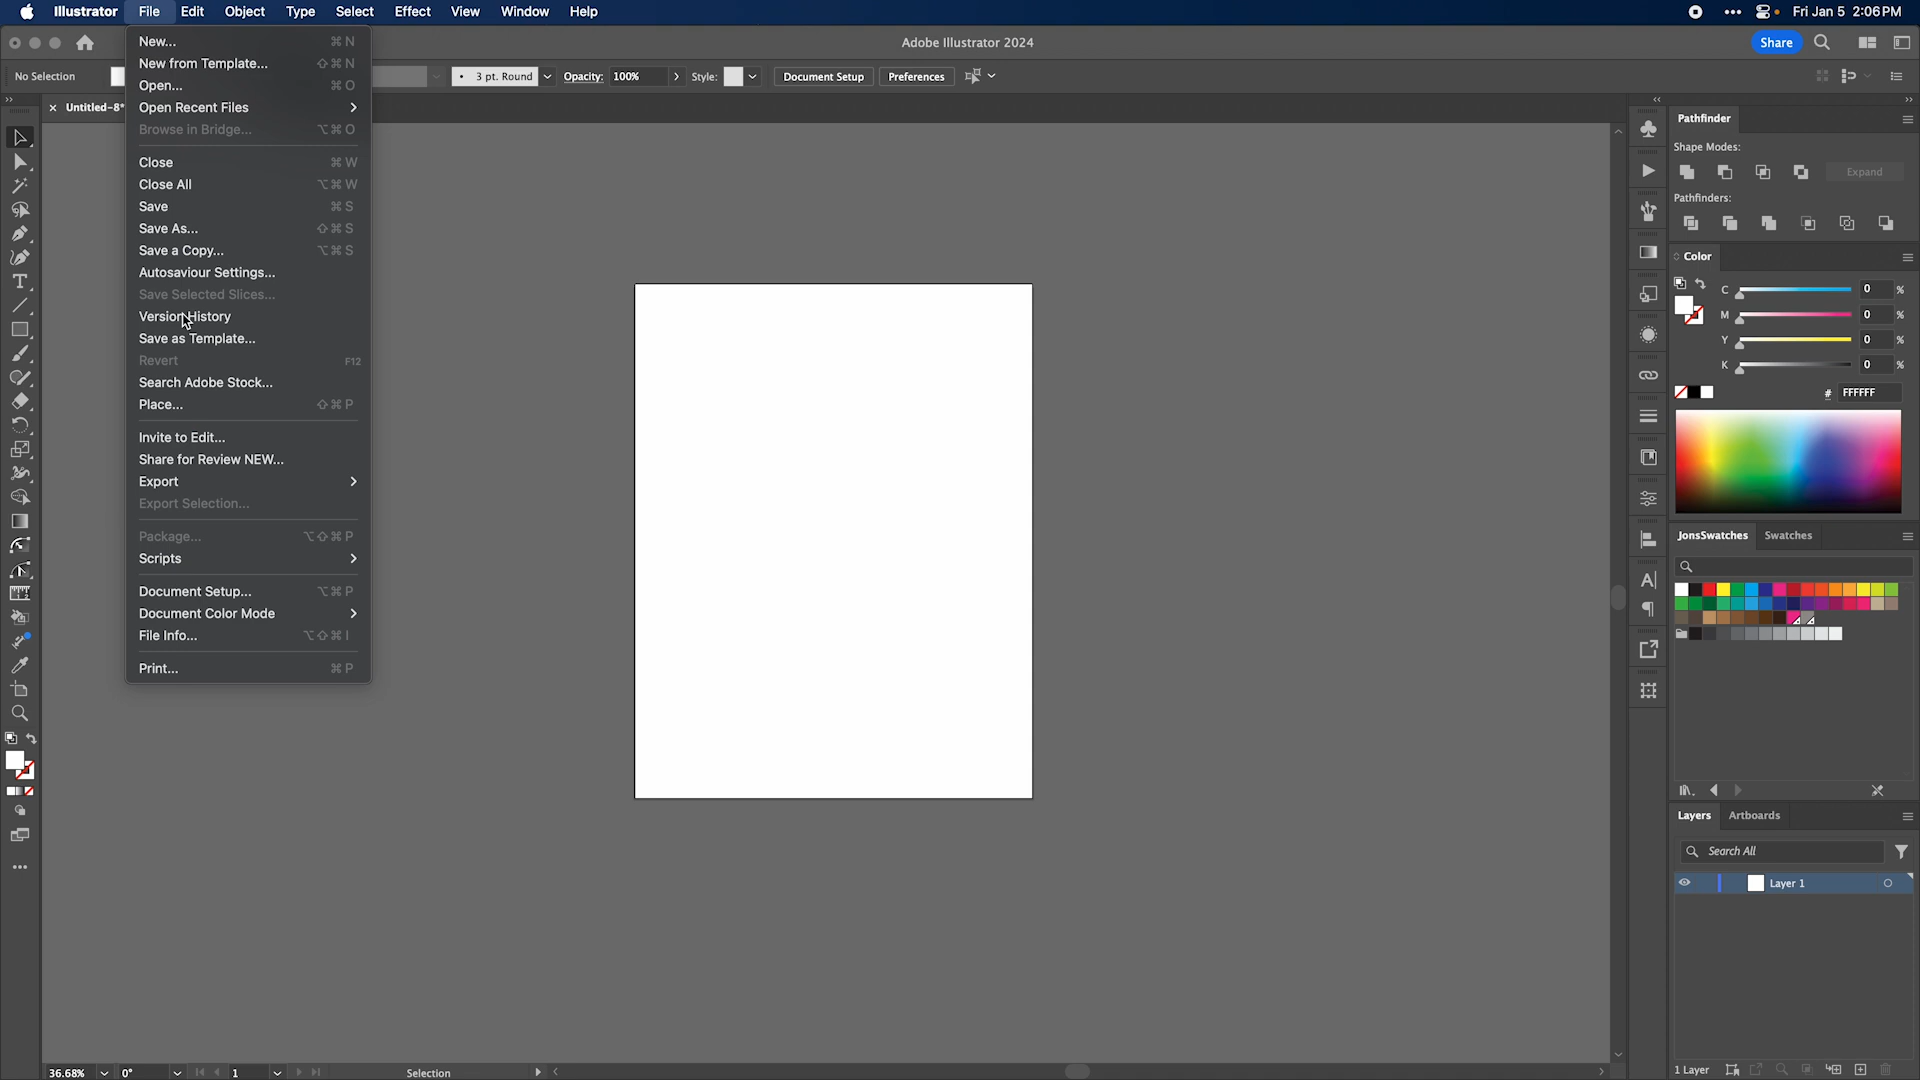 Illustrator File Edit Object Type Select Effect View Window Help Fri Jan 5 2:06 PM
Adobe Illustrator 2024 Share
No Selection 3 pt. Round Opacity: 100% Style: Document Setup Preferences
Untitled-8*
New... ⌘ N
New from Template... ⇧ ⌘ N
Open... ⌘ O
Open Recent Files
Browse in Bridge... ⌥ ⌘ O
Close ⌘ W
Close All ⌥ ⌘ W
Save ⌘ S
Save As... ⇧ ⌘ S
Save a Copy... ⌥ ⌘ S
Autosaviour Settings...
Save Selected Slices...
Version History
Save as Template...
Revert F12
Search Adobe Stock...
Place... ⇧ ⌘ P
Invite to Edit...
Share for Review NEW...
Export
Export Selection...
Package... ⌥ ⇧ ⌘ P
Scripts
Document Setup... ⌥ ⌘ P
Document Color Mode
File Info... ⌥ ⇧ ⌘ I
Print... ⌘ P
Pathfinder
Shape Modes:
Expand
Pathfinders:
Color
C 0 %
M 0 %
Y 0 %
K 0 %
# FFFFFF
JonsSwatches Swatches
Layers Artboards
Search All
Layer 1
1 Layer
36.68% 0° 1 Selection